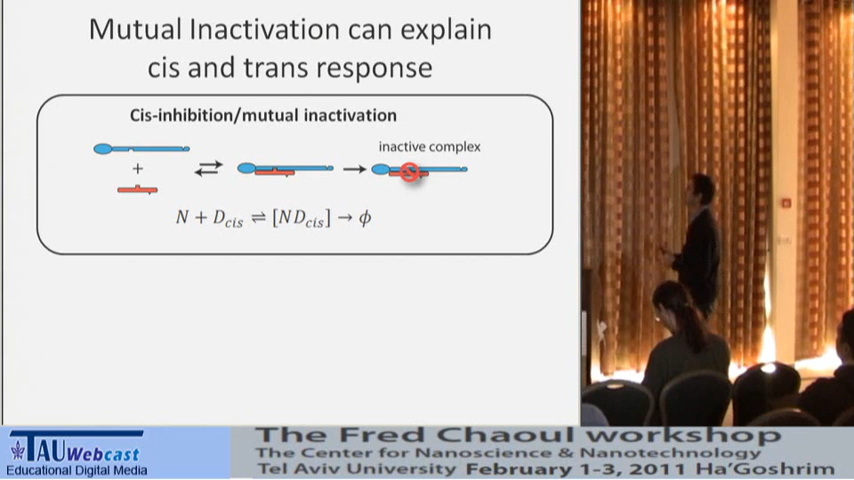 Mutual Inactivation can explain
cis and trans response
Cis-inhibition/mutual inactivation
inactive complex
+
N + D_cis ⇌ [ND_cis] → ϕ
TAU Webcast
Educational Digital Media
The Fred Chaoul workshop
The Center for Nanoscience & Nanotechnology
Tel Aviv University February 1-3, 2011 Ha'Goshrim